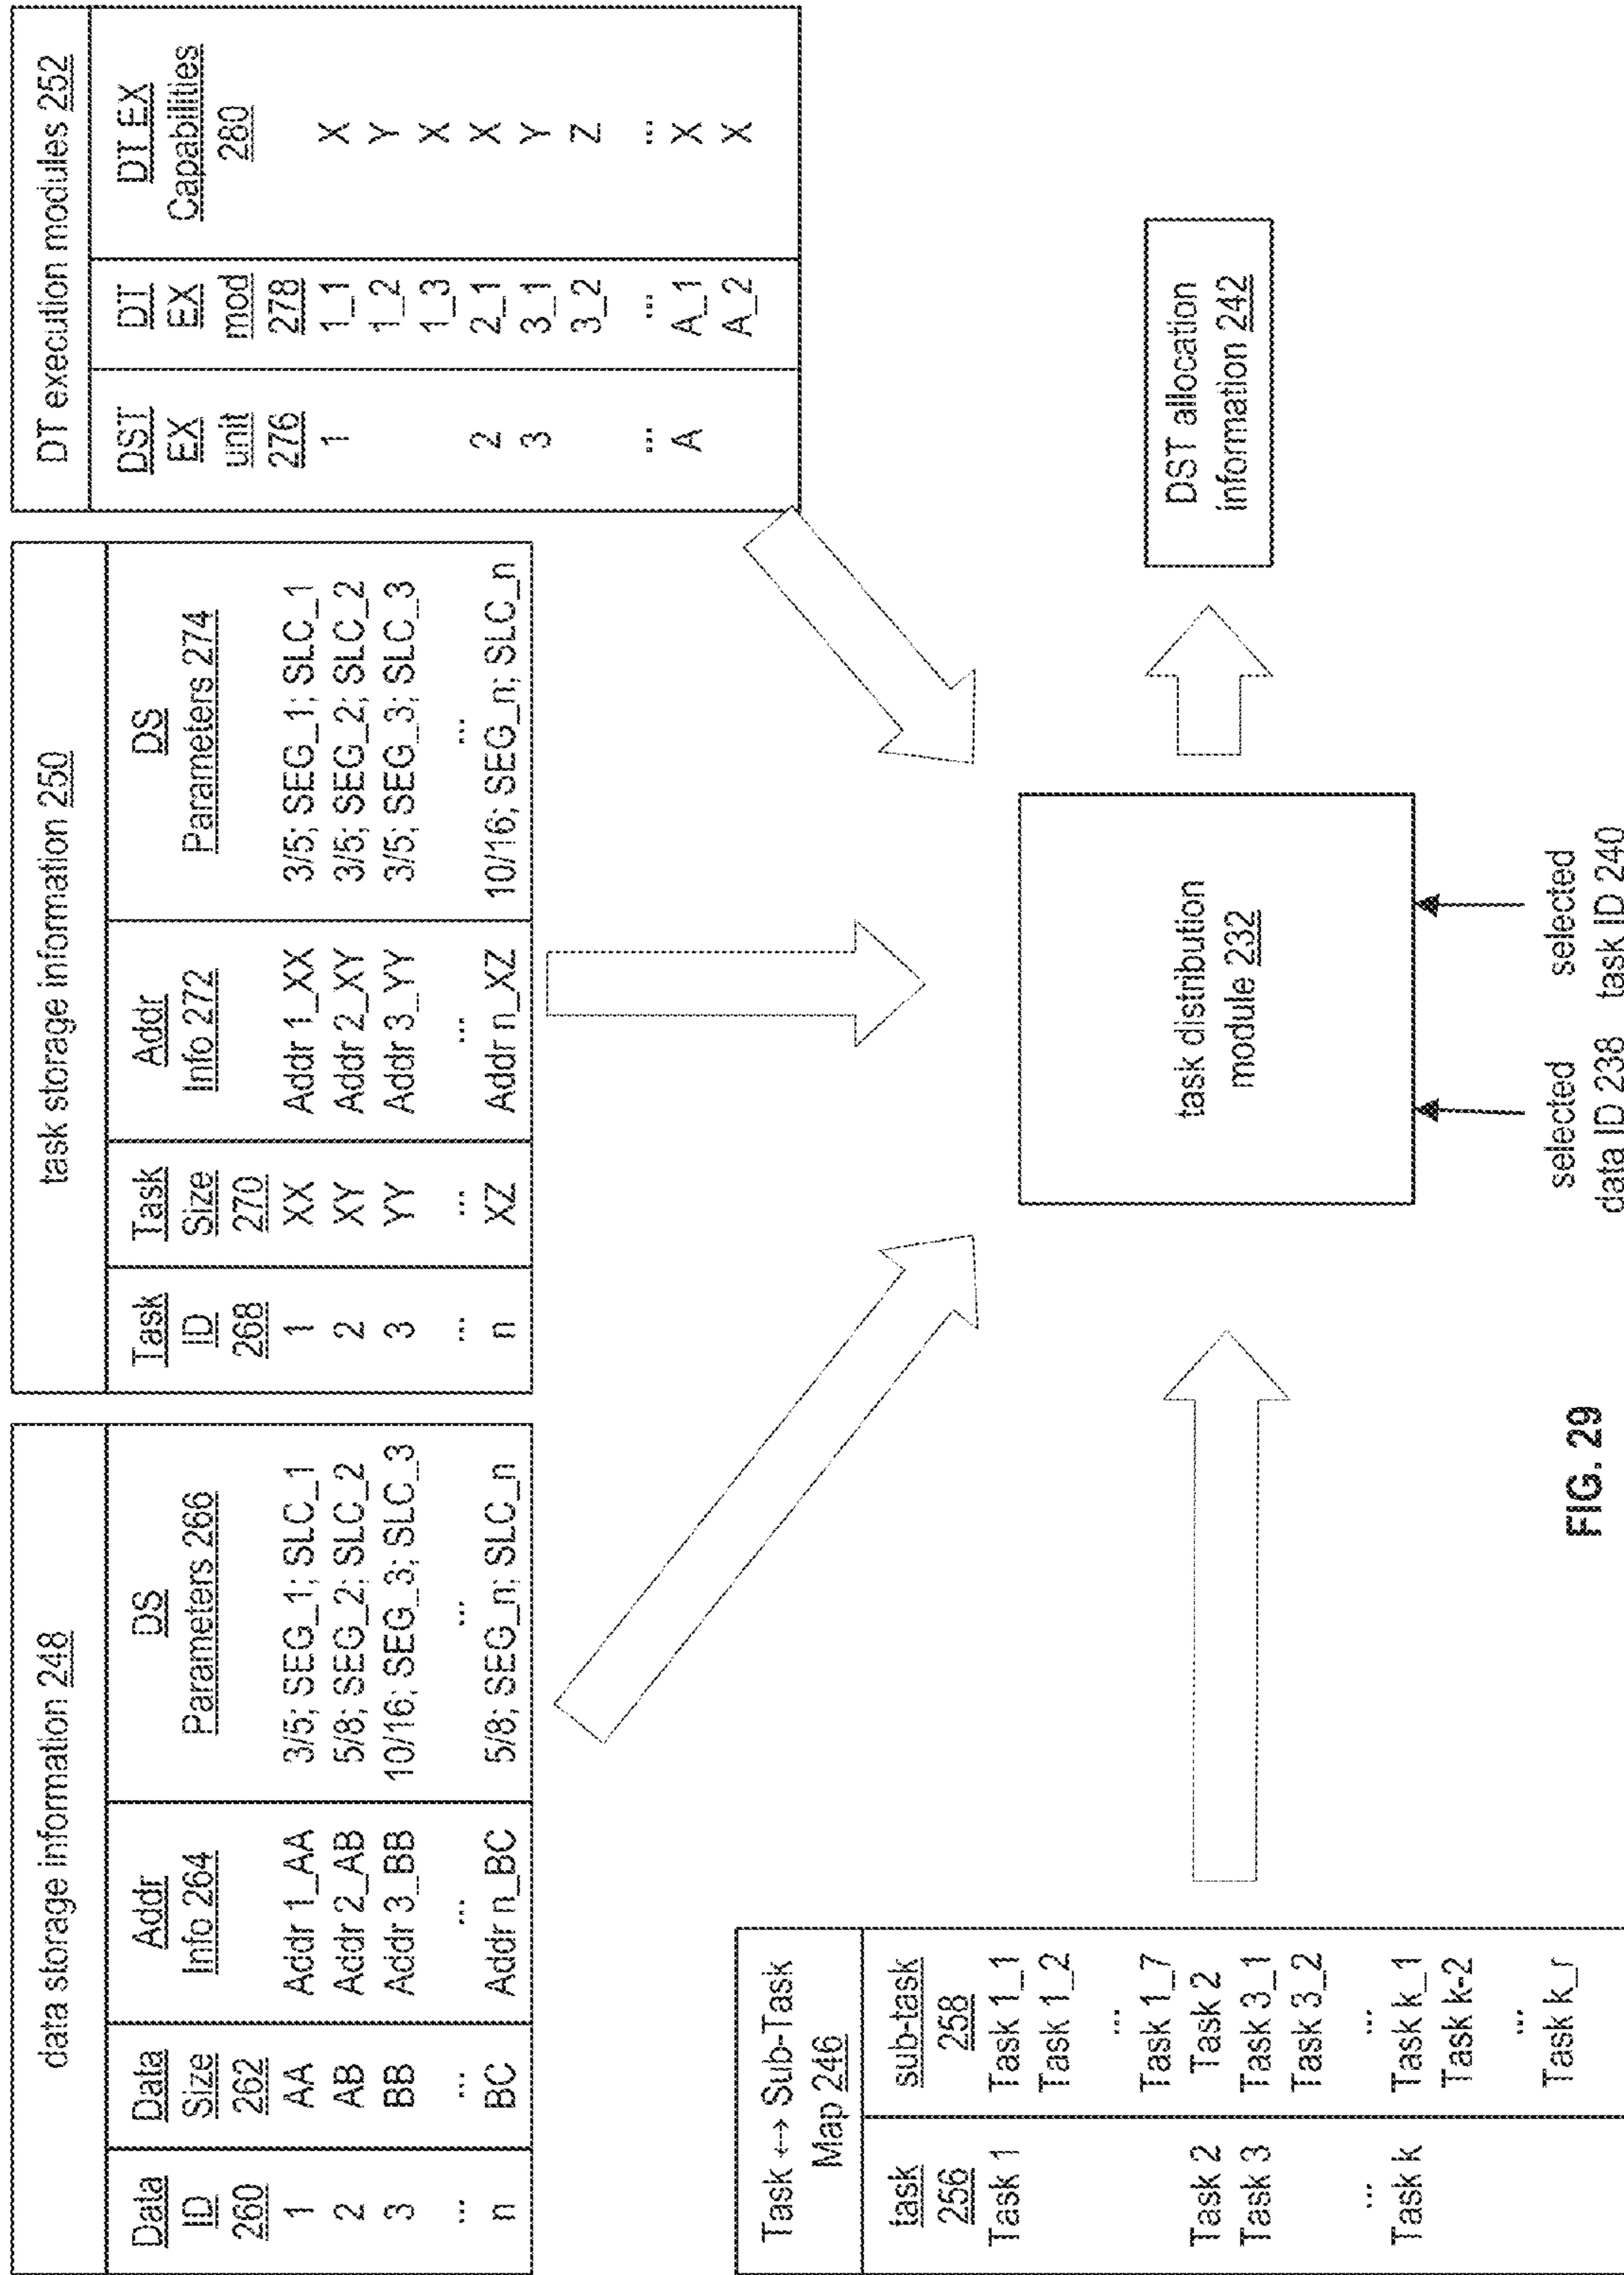 data storage information 248
Data ID 260 Data Size 262 Addr Info 264 DS Parameters 266
1 AA Addr 1_AA 3/5; SEG_1; SLC_1
2 AB Addr 2_AB 5/8; SEG_2; SLC_2
3 BB Addr 3_BB 10/16; SEG_3; SLC_3
... ... ... ...
n BC Addr n_BC 5/8; SEG_n; SLC_n
task storage information 250
Task ID 268 Task Size 270 Addr Info 272 DS Parameters 274
1 XX Addr 1_XX 3/5; SEG_1; SLC_1
2 XY Addr 2_XY 3/5; SEG_2; SLC_2
3 YY Addr 3_YY 3/5; SEG_3; SLC_3
... ... ... ...
n XZ Addr n_XZ 10/16; SEG_n; SLC_n
DT execution modules 252
DST EX unit 276 DT EX mod 278 DT EX Capabilities 280
1 1_1 X
1_2 Y
1_3 X
2 2_1 X
3 3_1 Y
3_2 Z
... ... ...
A A_1 X
A_2 X
Task ↔ Sub-Task
Map 246
task 256 sub-task 258
Task 1 Task 1_1
Task 1_2
...
Task 1_7
Task 2 Task 2
Task 3 Task 3_1
Task 3_2
... ...
Task k Task k_1
Task k-2
...
Task k_r
task distribution
module 232
DST allocation
information 242
selected
data ID 238
selected
task ID 240
FIG. 29